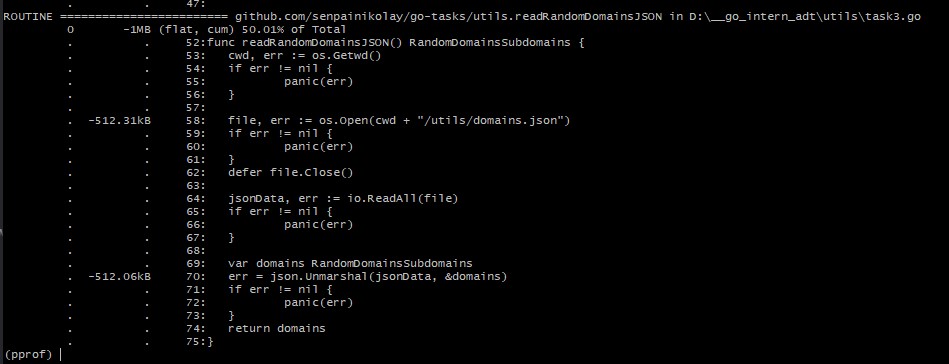 .          .     47:
ROUTINE ======================== github.com/senpainikolay/go-tasks/utils.readRandomDomainsJSON in D:\__go_intern_adt\utils\task3.go
         0       -1MB (flat, cum) 50.01% of Total
         .          .     52:func readRandomDomainsJSON() RandomDomainsSubdomains {
         .          .     53:   cwd, err := os.Getwd()
         .          .     54:   if err != nil {
         .          .     55:           panic(err)
         .          .     56:   }
         .          .     57:
         .  -512.31kB     58:   file, err := os.Open(cwd + "/utils/domains.json")
         .          .     59:   if err != nil {
         .          .     60:           panic(err)
         .          .     61:   }
         .          .     62:   defer file.Close()
         .          .     63:
         .          .     64:   jsonData, err := io.ReadAll(file)
         .          .     65:   if err != nil {
         .          .     66:           panic(err)
         .          .     67:   }
         .          .     68:
         .          .     69:   var domains RandomDomainsSubdomains
         .  -512.06kB     70:   err = json.Unmarshal(jsonData, &domains)
         .          .     71:   if err != nil {
         .          .     72:           panic(err)
         .          .     73:   }
         .          .     74:   return domains
         .          .     75:}
(pprof)